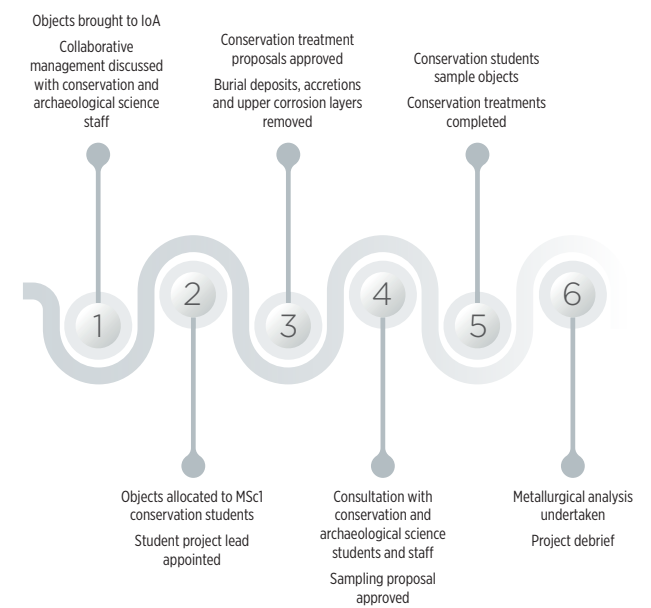 Objects brought to IoA
Collaborative
management discussed
with conservation and
archaeological science
staff
Conservation treatment
proposals approved
Burial deposits, accretions
and upper corrosion layers
removed
Conservation students
sample objects
Conservation treatments
completed
1
2
3
4
5
6
Objects allocated to MSc1
conservation students
Student project lead
appointed
Consultation with
conservation and
archaeological science
students and staff
Sampling proposal
approved
Metallurgical analysis
undertaken
Project debrief